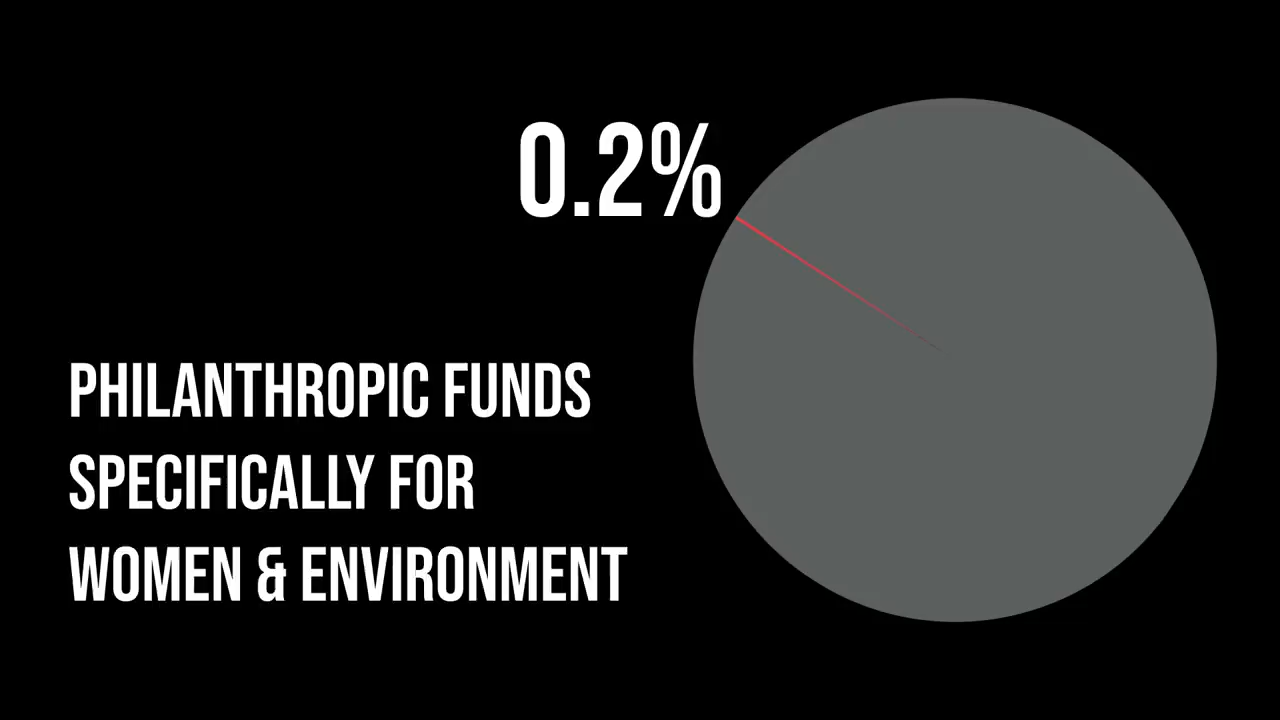 0.2%
PHILANTHROPIC FUNDS
SPECIFICALLY FOR
WOMEN & ENVIRONMENT